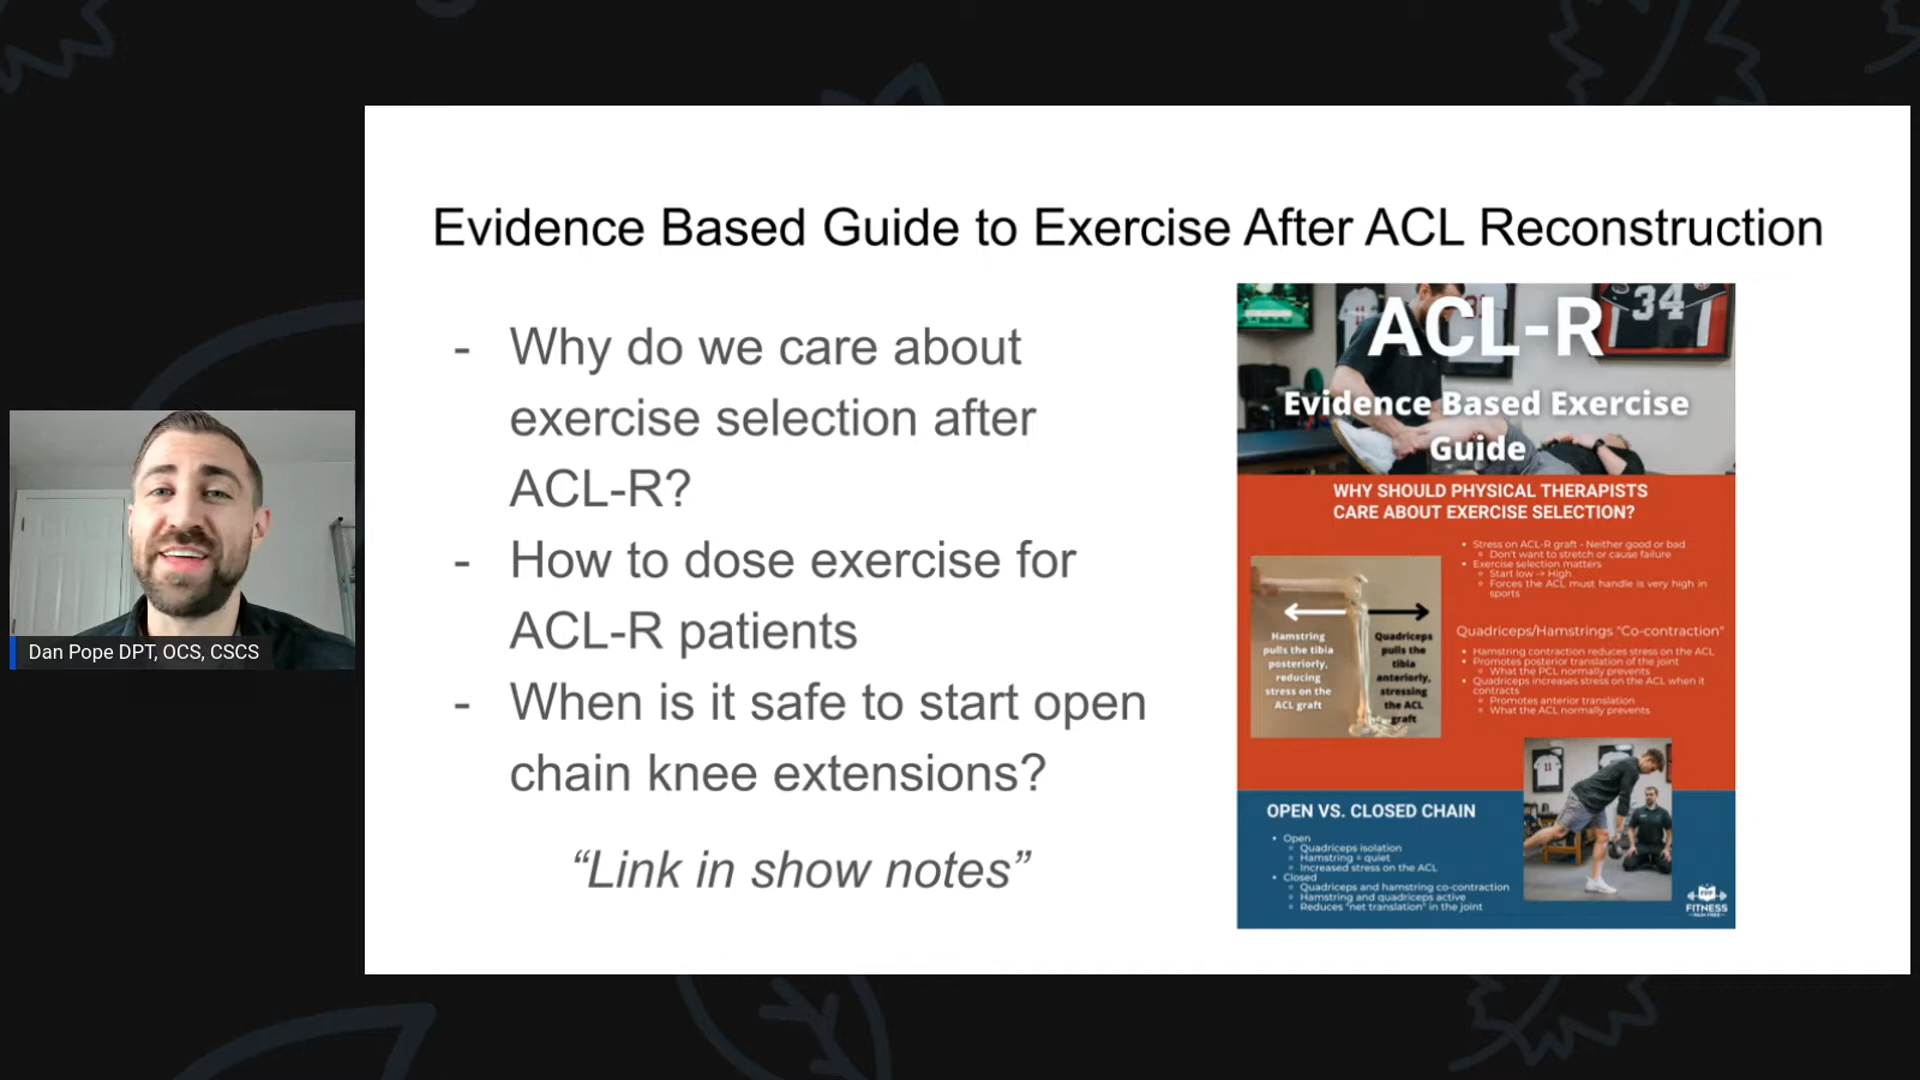 Evidence Based Guide to Exercise After ACL Reconstruction
- Why do we care about
exercise selection after
ACL-R?
- How to dose exercise for
ACL-R patients
- When is it safe to start open
chain knee extensions?
“Link in show notes”
Dan Pope DPT, OCS, CSCS
34
11
ACL-R
Evidence Based Exercise
Guide
WHY SHOULD PHYSICAL THERAPISTS
CARE ABOUT EXERCISE SELECTION?
• Stress on ACL-R graft - Neither good or bad
Don't want to stretch or cause failure
• Exercise selection matters
Start low -> High
Forces the ACL must handle is very high in
sports
Hamstring
pulls the tibia
posteriorly,
reducing
stress on the
ACL graft
Quadriceps
pulls the
tibia
anteriorly,
stressing
the ACL
graft
Quadriceps/Hamstrings "Co-contraction"
• Hamstring contraction reduces stress on the ACL
• Promotes posterior translation of the joint
What the PCL normally prevents
• Quadriceps increases stress on the ACL when it
contracts
Promotes anterior translation
What the ACL normally prevents
11
OPEN VS. CLOSED CHAIN
• Open
Quadriceps isolation
Hamstring = quiet
Increased stress on the ACL
• Closed
Quadriceps and hamstring co-contraction
Hamstring and quadriceps active
Reduces "net translation" in the joint
FITNESS
PAIN FREE